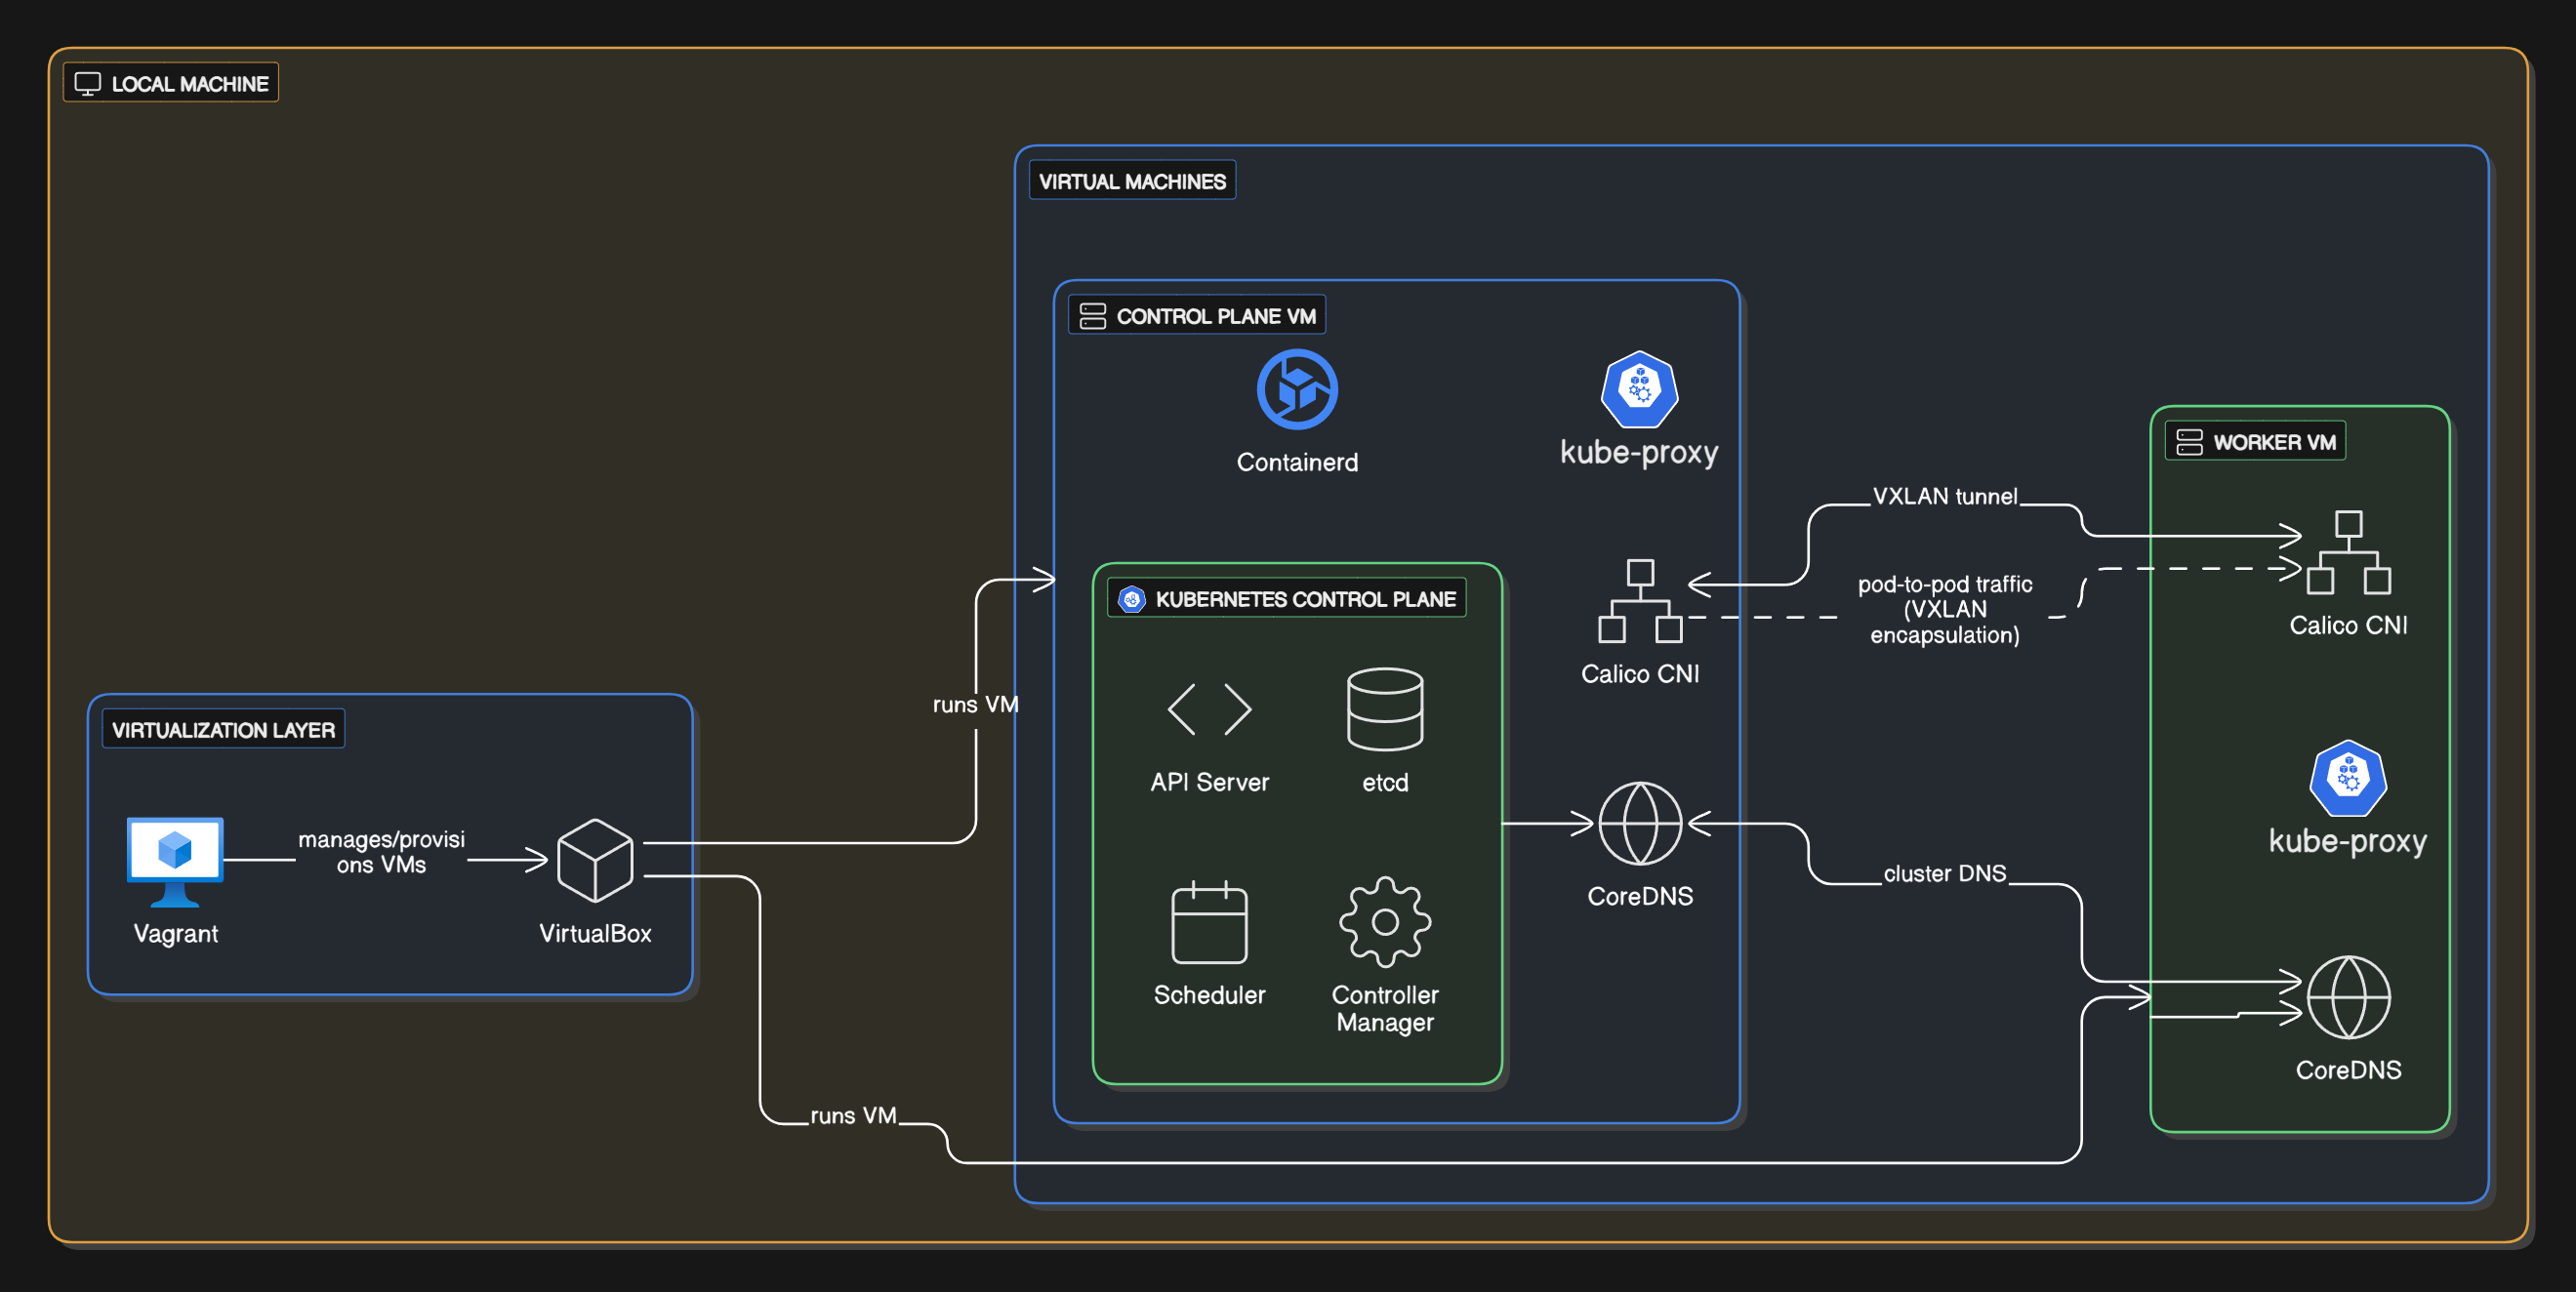 LOCAL MACHINE
VIRTUAL MACHINES
CONTROL PLANE VM
Containerd
kube-proxy
WORKER VM
VXLAN tunnel
pod-to-pod traffic
(VXLAN
encapsulation)
Calico CNI
KUBERNETES CONTROL PLANE
Calico CNI
runs VM
VIRTUALIZATION LAYER
API Server
etcd
kube-proxy
manages/provisi
ons VMs
cluster DNS
CoreDNS
Vagrant
VirtualBox
Scheduler
Controller
Manager
CoreDNS
runs VM